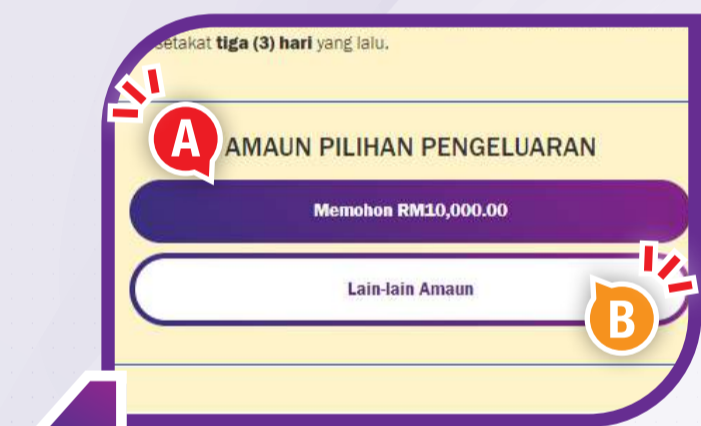 setakat tiga (3) hari yang lalu.
A
AMAUN PILIHAN PENGELUARAN
Memohon RM10,000.00
Lain-lain Amaun
B